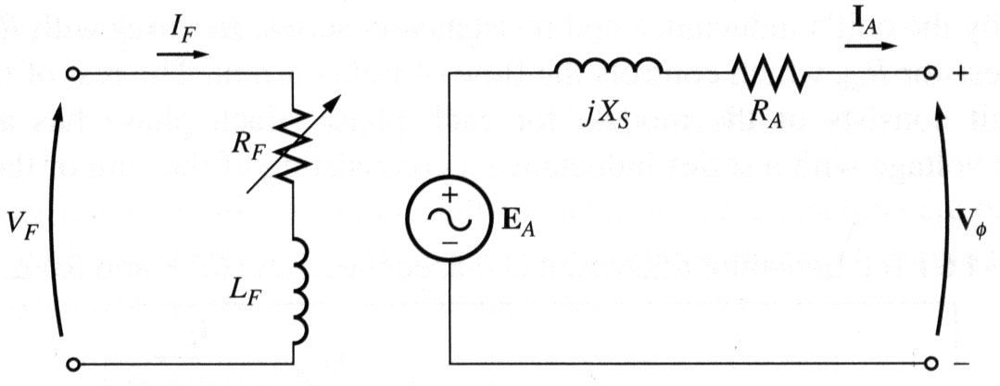 I_F
I_A
+
jX_S
R_A
R_F
V_F
+
E_A
−
V_ϕ
L_F
−